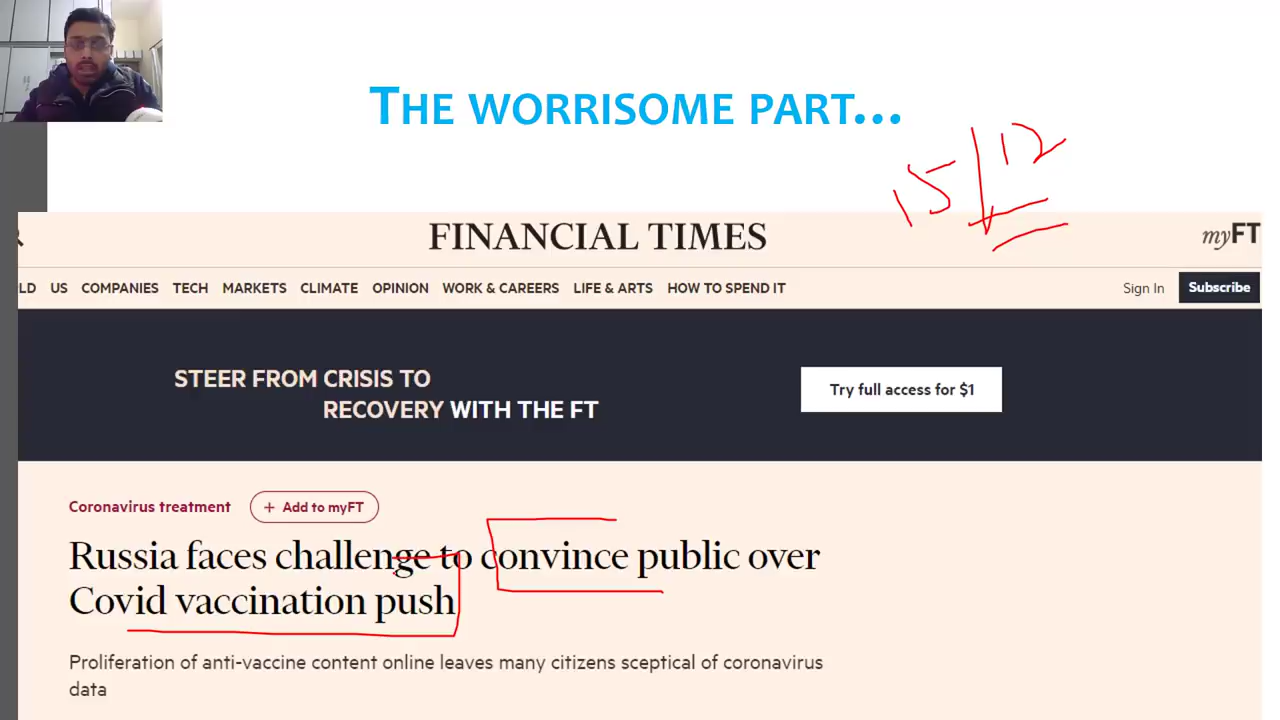 THE WORRISOME PART...
15/12
FINANCIAL TIMES
myFT
LD US COMPANIES TECH MARKETS CLIMATE OPINION WORK & CAREERS LIFE & ARTS HOW TO SPEND IT Sign In Subscribe
STEER FROM CRISIS TO
RECOVERY WITH THE FT
Try full access for $1
Coronavirus treatment + Add to myFT
Russia faces challenge to convince public over
Covid vaccination push
Proliferation of anti-vaccine content online leaves many citizens sceptical of coronavirus
data